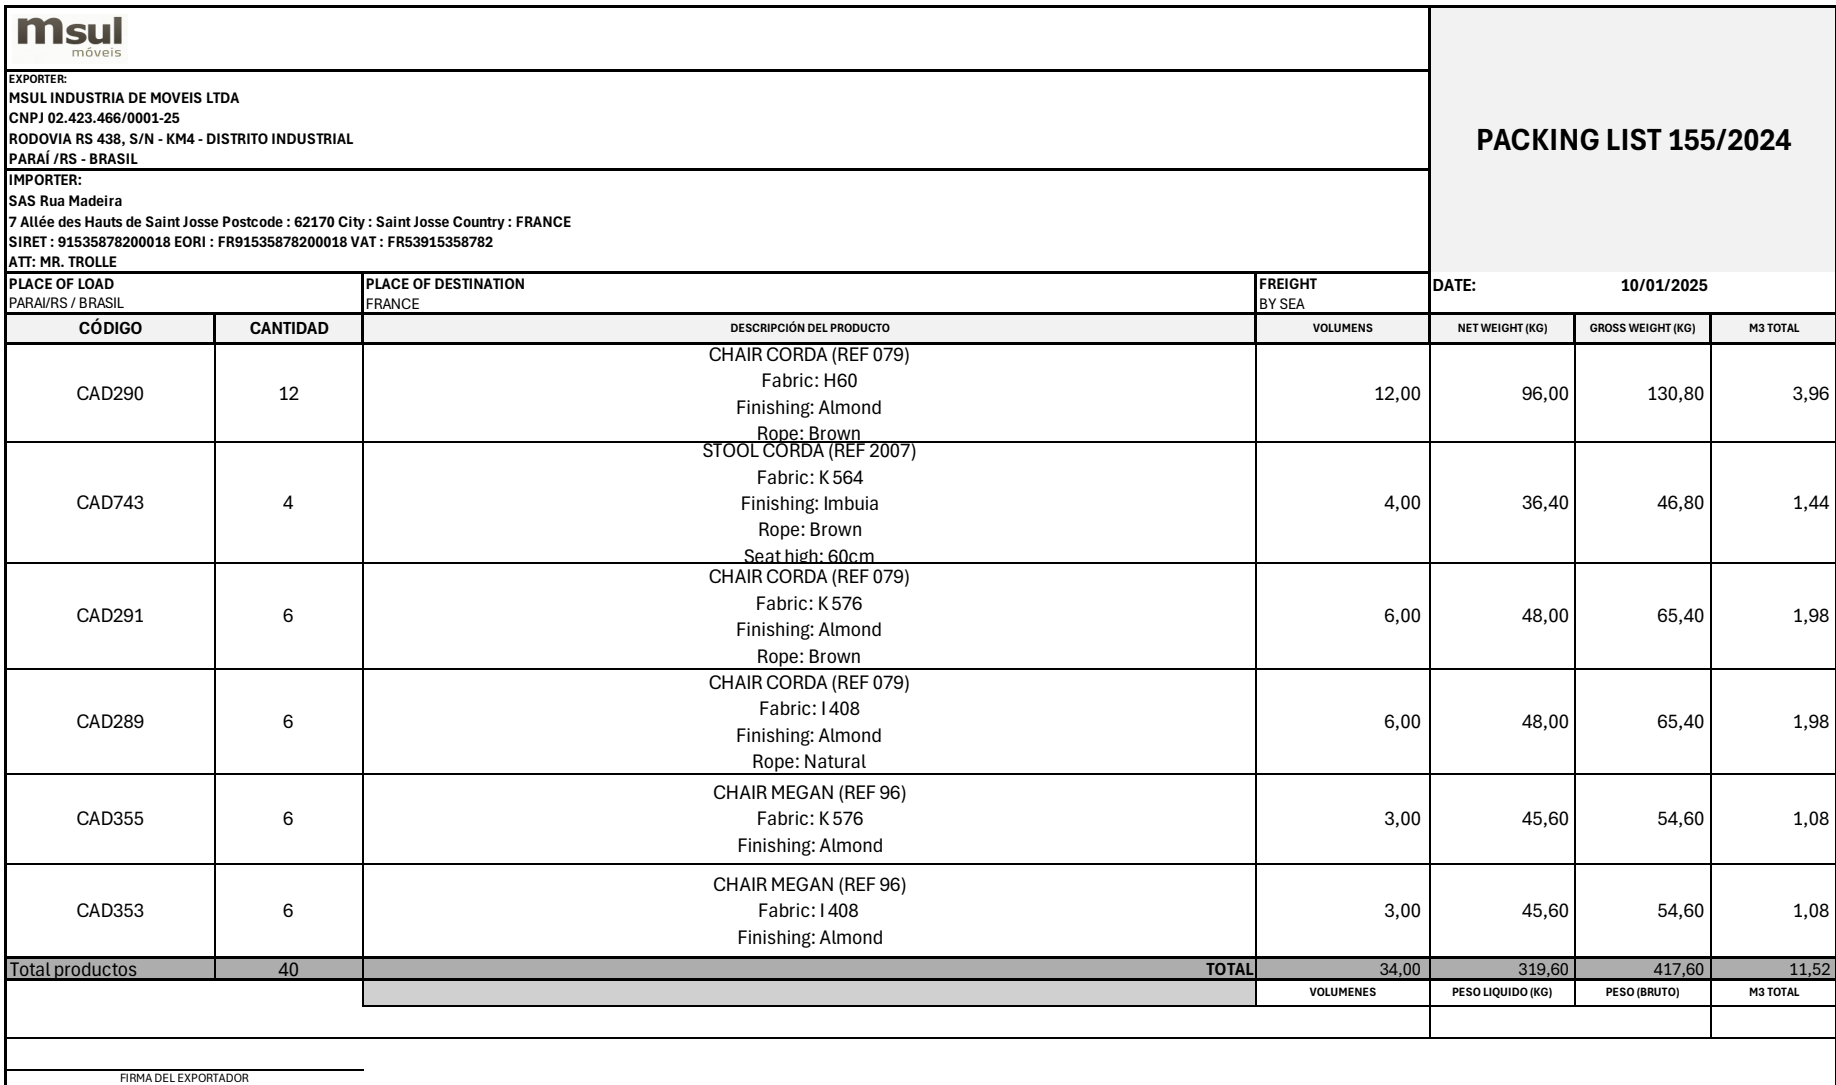 msul
móveis
EXPORTER:
MSUL INDUSTRIA DE MOVEIS LTDA
CNPJ 02.423.466/0001-25
RODOVIA RS 438, S/N - KM4 - DISTRITO INDUSTRIAL
PARAÍ /RS - BRASIL
PACKING LIST 155/2024
IMPORTER:
SAS Rua Madeira
7 Allée des Hauts de Saint Josse Postcode : 62170 City : Saint Josse Country : FRANCE
SIRET : 91535878200018 EORI : FR91535878200018 VAT : FR53915358782
ATT: MR. TROLLE
PLACE OF LOAD PLACE OF DESTINATION FREIGHT DATE: 10/01/2025
PARAI/RS / BRASIL FRANCE BY SEA
CÓDIGO CANTIDAD DESCRIPCIÓN DEL PRODUCTO VOLUMENS NET WEIGHT (KG) GROSS WEIGHT (KG) M3 TOTAL
CHAIR CORDA (REF 079)
Fabric: H60
CAD290 12 12,00 96,00 130,80 3,96
Finishing: Almond
Rope: Brown
STOOL CORDA (REF 2007)
Fabric: K 564
CAD743 4 Finishing: Imbuia 4,00 36,40 46,80 1,44
Rope: Brown
Seat high: 60cm
CHAIR CORDA (REF 079)
Fabric: K 576
CAD291 6 6,00 48,00 65,40 1,98
Finishing: Almond
Rope: Brown
CHAIR CORDA (REF 079)
Fabric: I 408
CAD289 6 6,00 48,00 65,40 1,98
Finishing: Almond
Rope: Natural
CHAIR MEGAN (REF 96)
CAD355 6 Fabric: K 576 3,00 45,60 54,60 1,08
Finishing: Almond
CHAIR MEGAN (REF 96)
CAD353 6 Fabric: I 408 3,00 45,60 54,60 1,08
Finishing: Almond
Total productos 40 TOTAL 34,00 319,60 417,60 11,52
VOLUMENES PESO LIQUIDO (KG) PESO (BRUTO) M3 TOTAL
FIRMA DEL EXPORTADOR